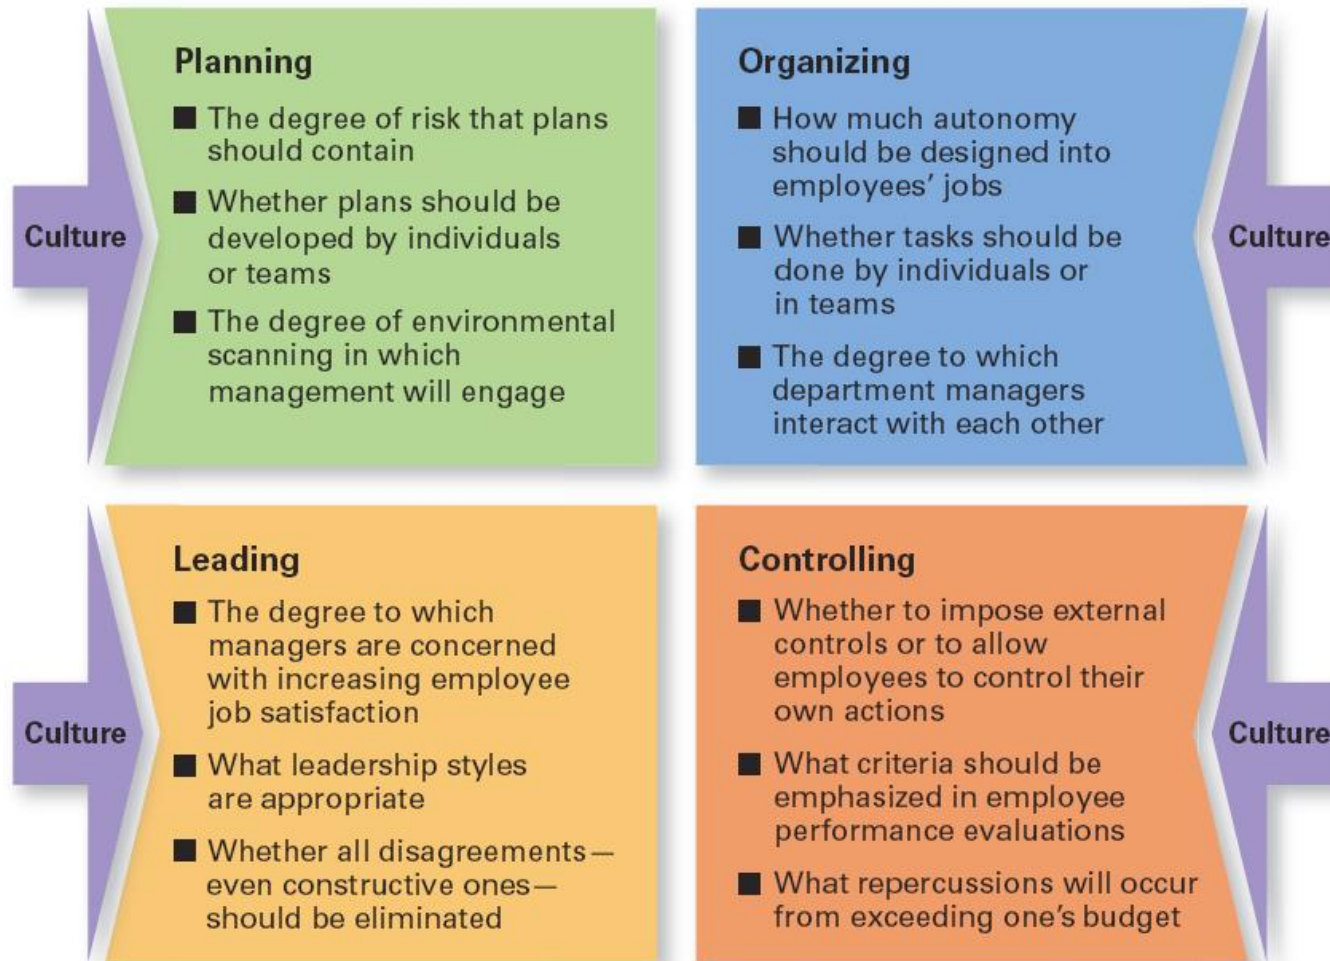 Planning
■ The degree of risk that plans
should contain
■ Whether plans should be
developed by individuals
or teams
■ The degree of environmental
scanning in which
management will engage
Culture
Organizing
■ How much autonomy
should be designed into
employees’ jobs
■ Whether tasks should be
done by individuals or
in teams
■ The degree to which
department managers
interact with each other
Culture
Leading
■ The degree to which
managers are concerned
with increasing employee
job satisfaction
■ What leadership styles
are appropriate
■ Whether all disagreements—
even constructive ones—
should be eliminated
Culture
Controlling
■ Whether to impose external
controls or to allow
employees to control their
own actions
■ What criteria should be
emphasized in employee
performance evaluations
■ What repercussions will occur
from exceeding one’s budget
Culture